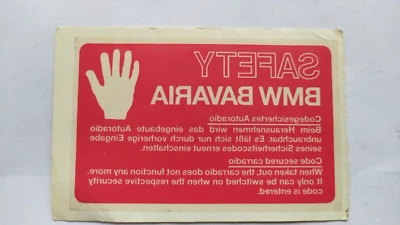 SAFETY
BMW BAVARIA
Codegesichertes Autoradio
Beim Herausnehmen wird das eingebaute Autoradio
unbrauchbar. Es läßt sich nur durch vorherige Eingabe
seines Sicherheitscodes erneut einschalten.
Code secured carradio
When taken out, the carradio does not function any more.
It only can be switched on when the respective security
code is entered.